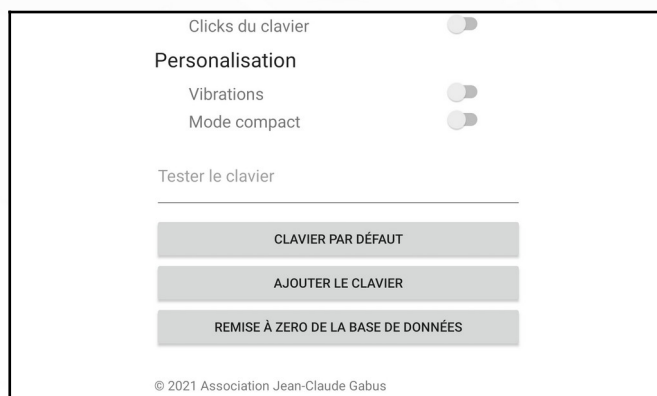 Clicks du clavier
Personalisation
Vibrations
Mode compact
Tester le clavier
CLAVIER PAR DÉFAUT
AJOUTER LE CLAVIER
REMISE À ZERO DE LA BASE DE DONNÉES
© 2021 Association Jean-Claude Gabus